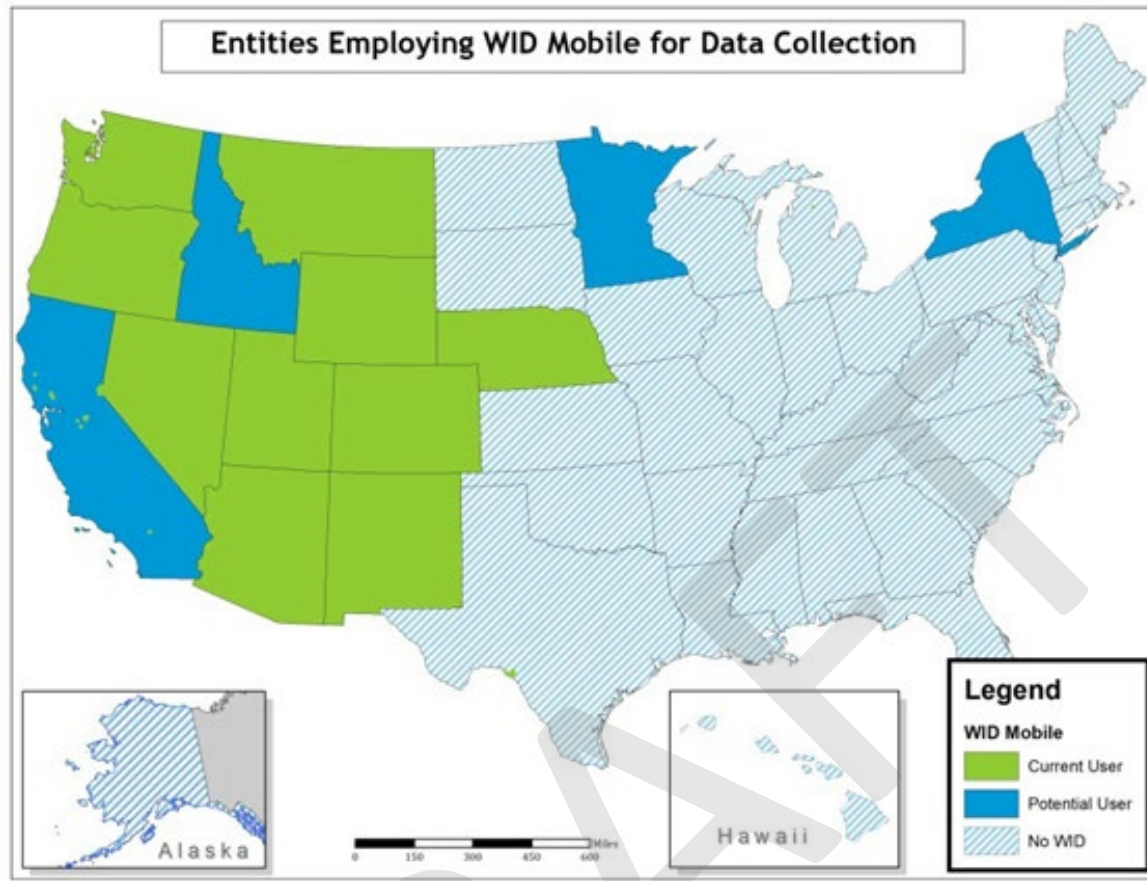 Entities Employing WID Mobile for Data Collection
Legend
WID Mobile
Current User
Potential User
No WID
Alaska
0 150 300 450 600 Miles
Hawaii